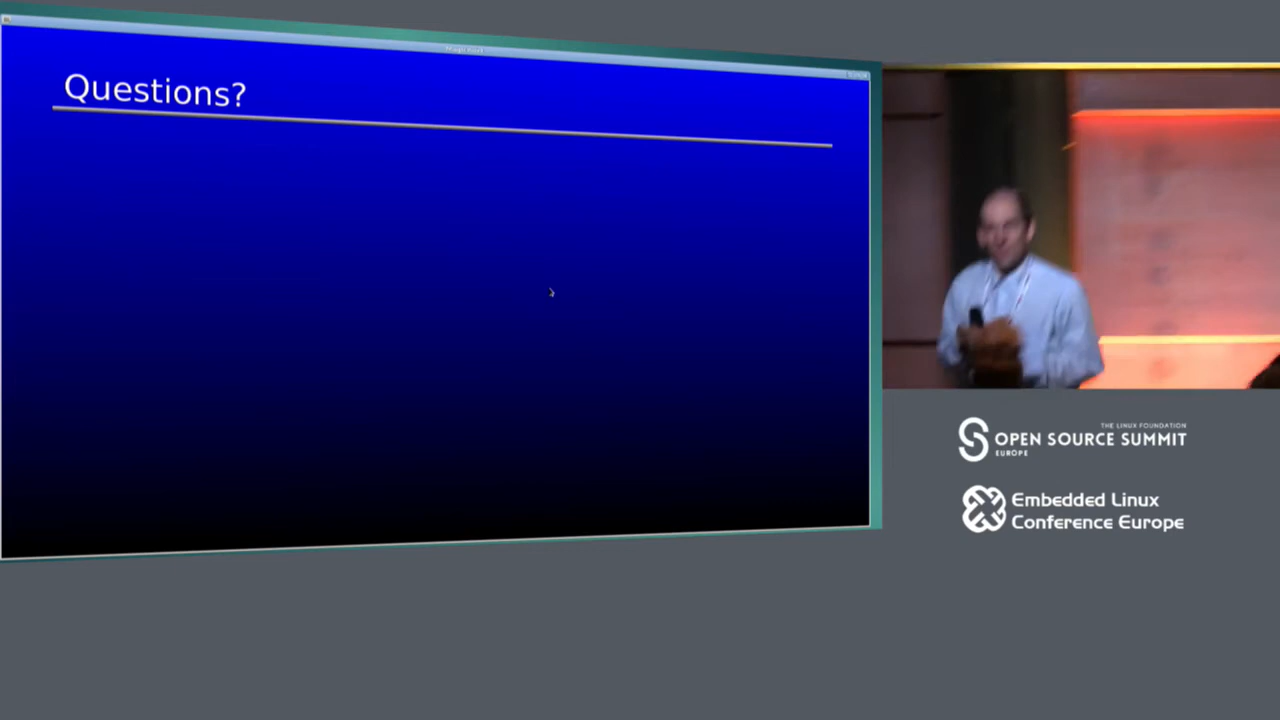 Questions?
THE LINUX FOUNDATION
OPEN SOURCE SUMMIT
EUROPE
Embedded Linux
Conference Europe